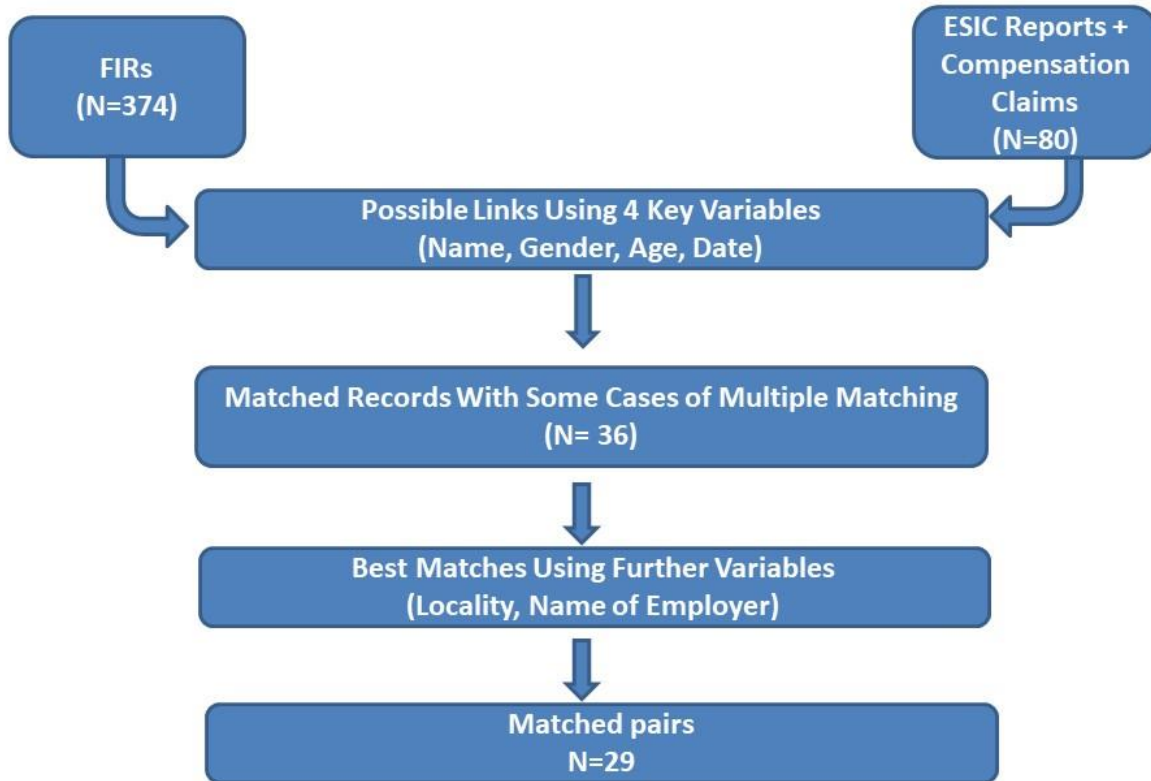 FIRs
(N=374)
ESIC Reports +
Compensation
Claims
(N=80)
Possible Links Using 4 Key Variables
(Name, Gender, Age, Date)
Matched Records With Some Cases of Multiple Matching
(N= 36)
Best Matches Using Further Variables
(Locality, Name of Employer)
Matched pairs
N=29